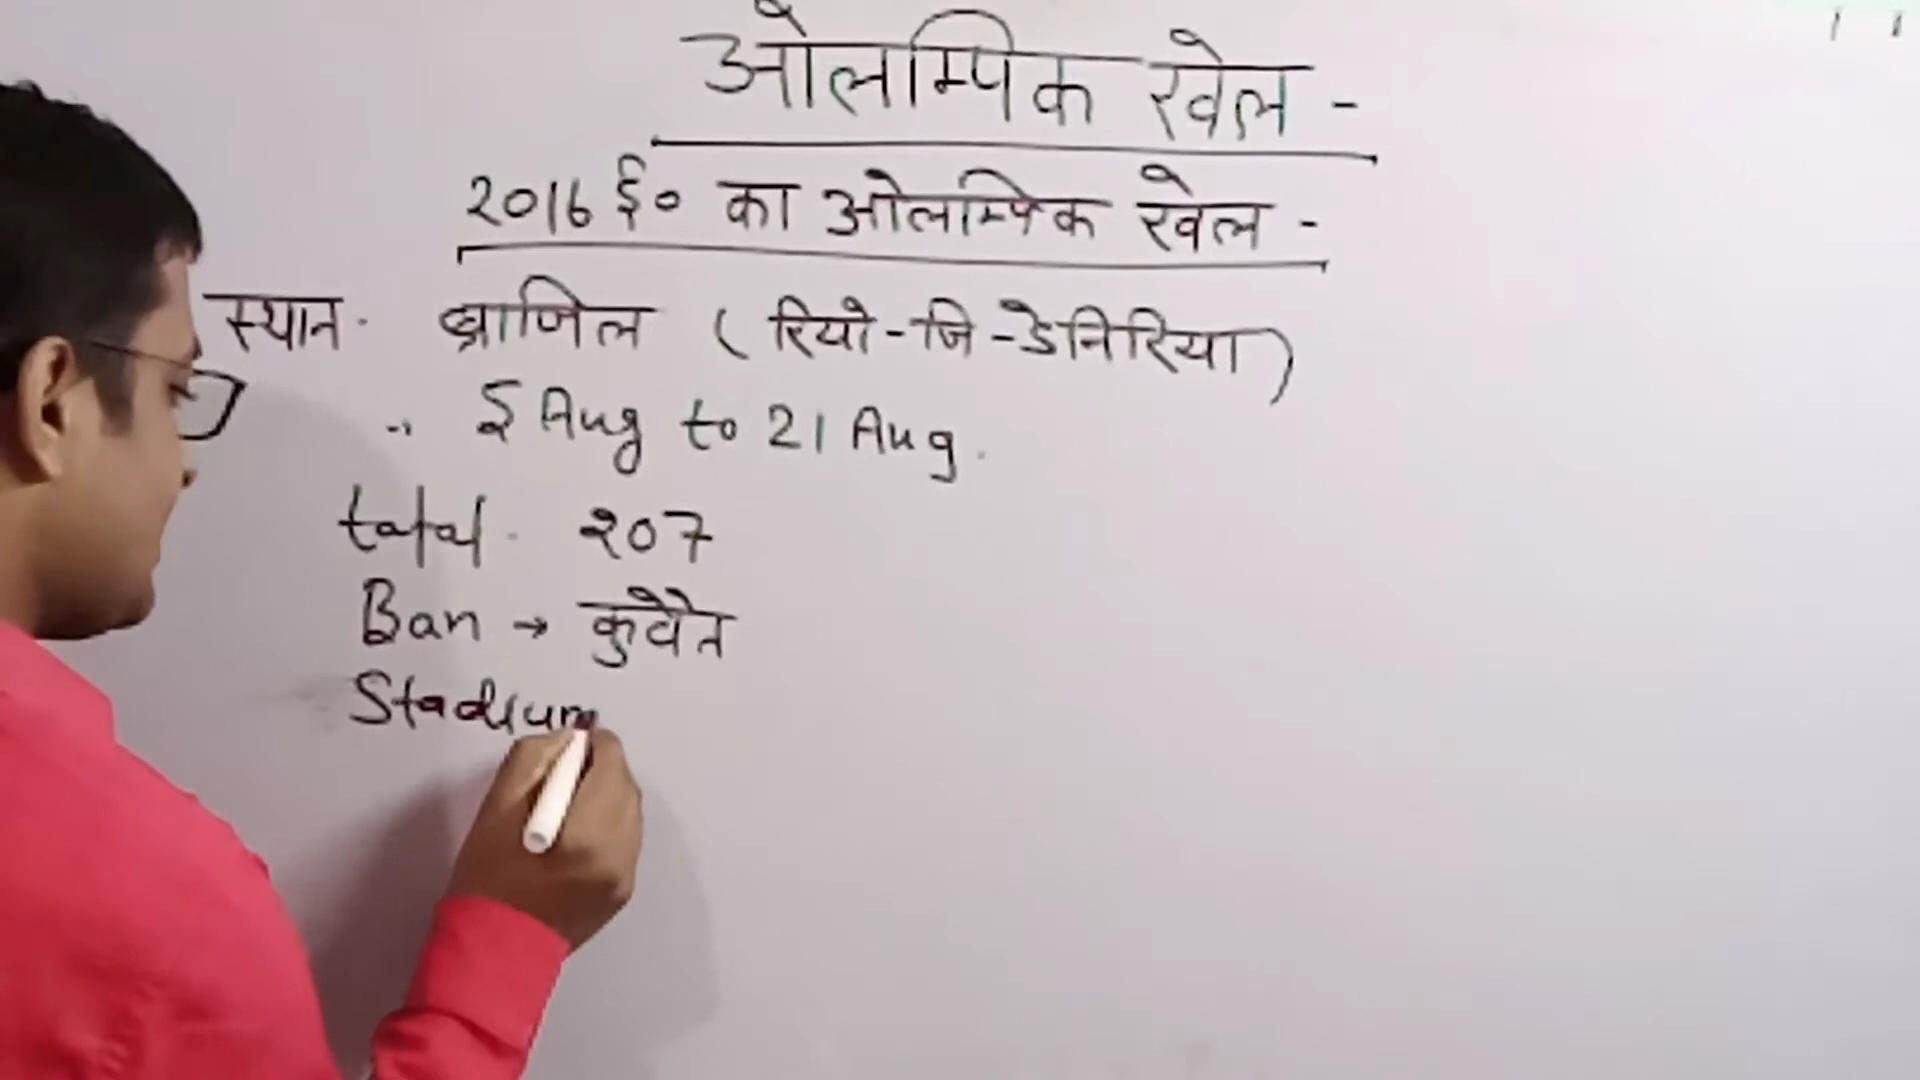 ओलम्पिक खेल -
2016 ई० का ओलम्पिक खेल -
स्थान- ब्राजिल (रियो-जि-डेनिरिया)
" 5 Aug to 21 Aug.
total - 207
Ban → कुवैत
Stadium